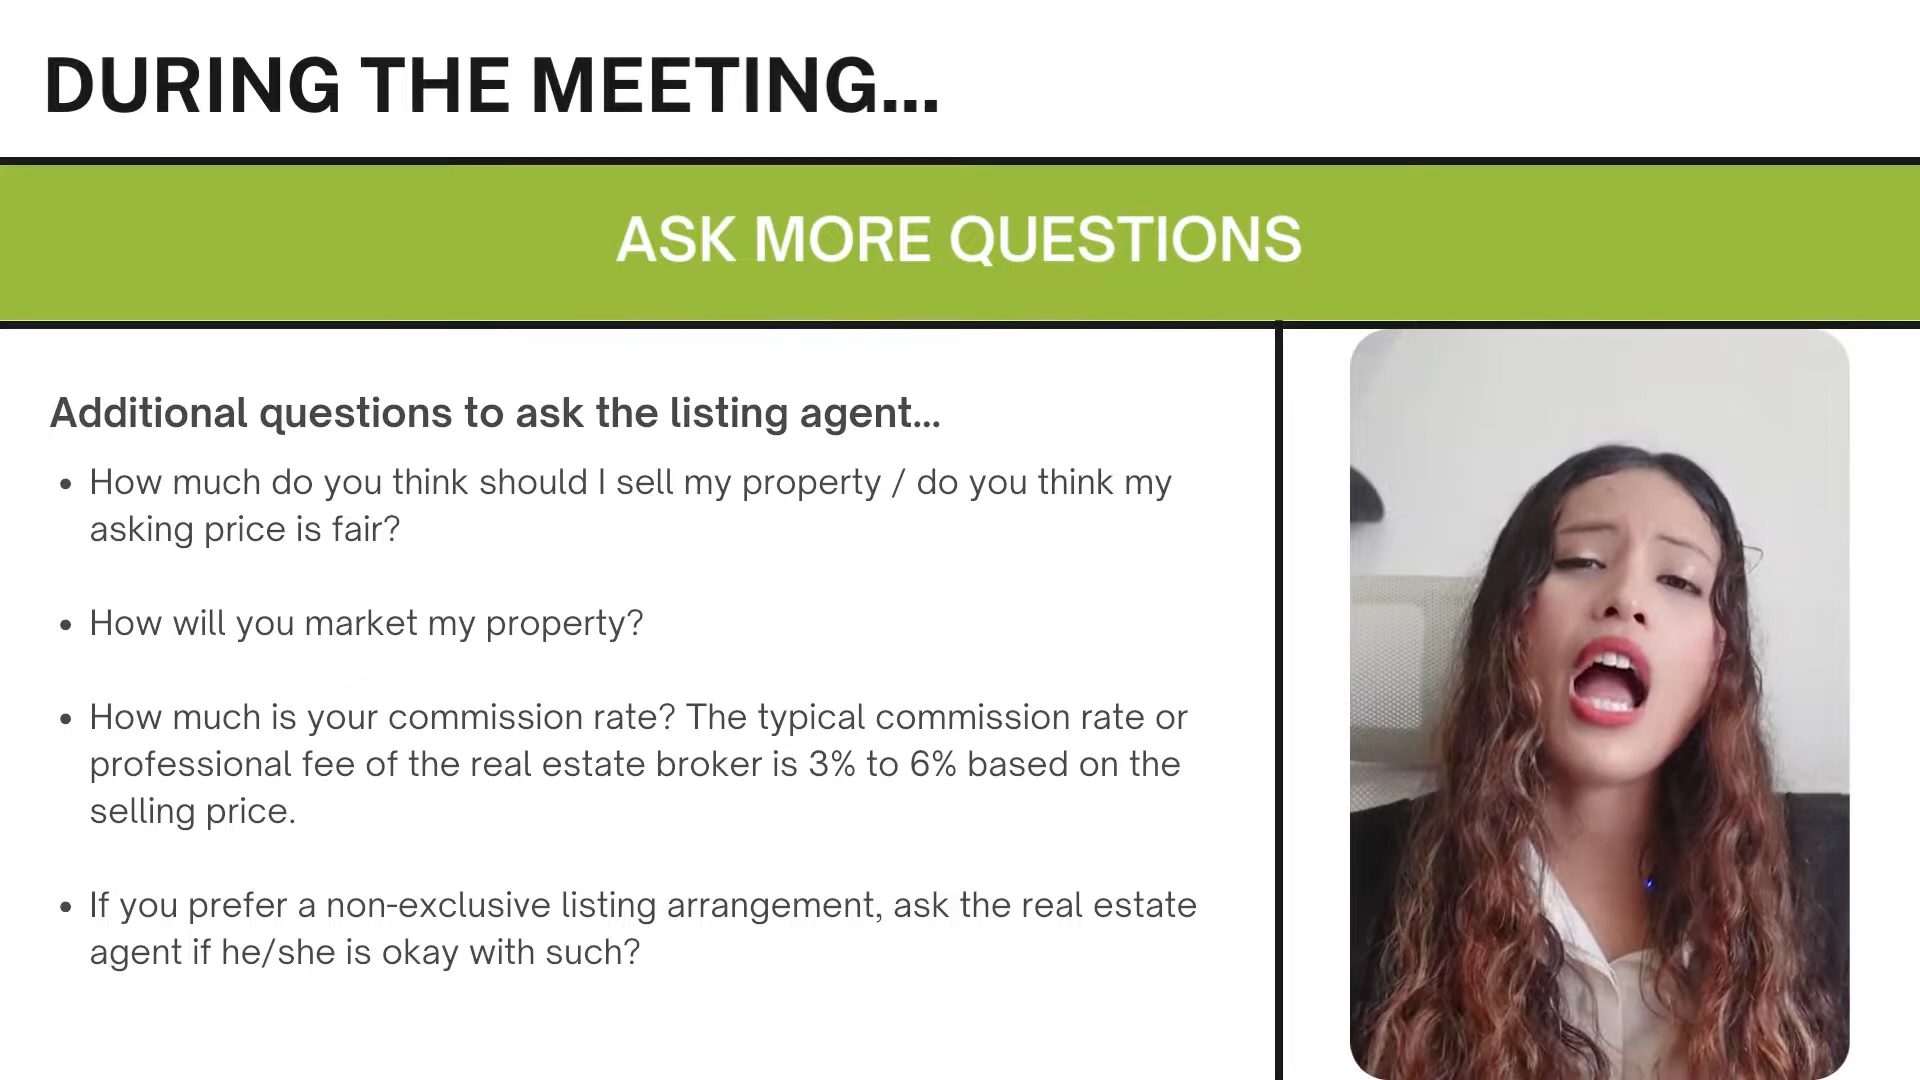 DURING THE MEETING...
ASK MORE QUESTIONS
Additional questions to ask the listing agent...
• How much do you think should I sell my property / do you think my
asking price is fair?
• How will you market my property?
• How much is your commission rate? The typical commission rate or
professional fee of the real estate broker is 3% to 6% based on the
selling price.
• If you prefer a non-exclusive listing arrangement, ask the real estate
agent if he/she is okay with such?